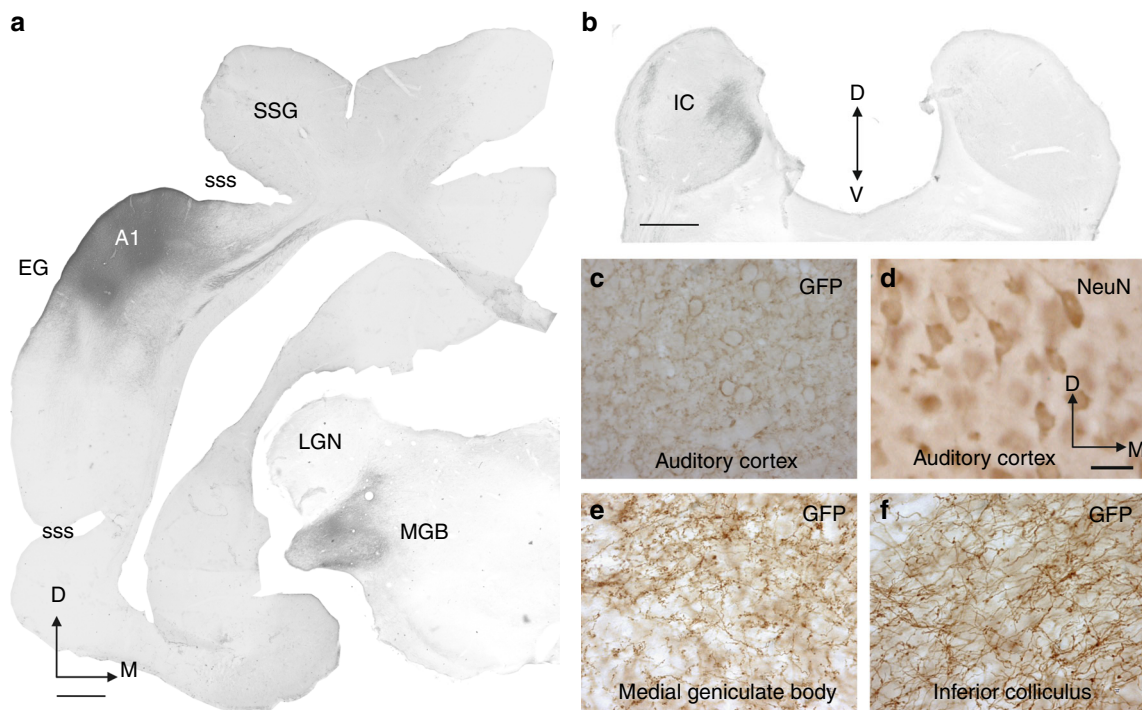 a
SSG
sss
A1
EG
LGN
MGB
sss
D
M
b
IC
D
V
c
GFP
Auditory cortex
d
NeuN
D
M
Auditory cortex
e
GFP
Medial geniculate body
f
GFP
Inferior colliculus